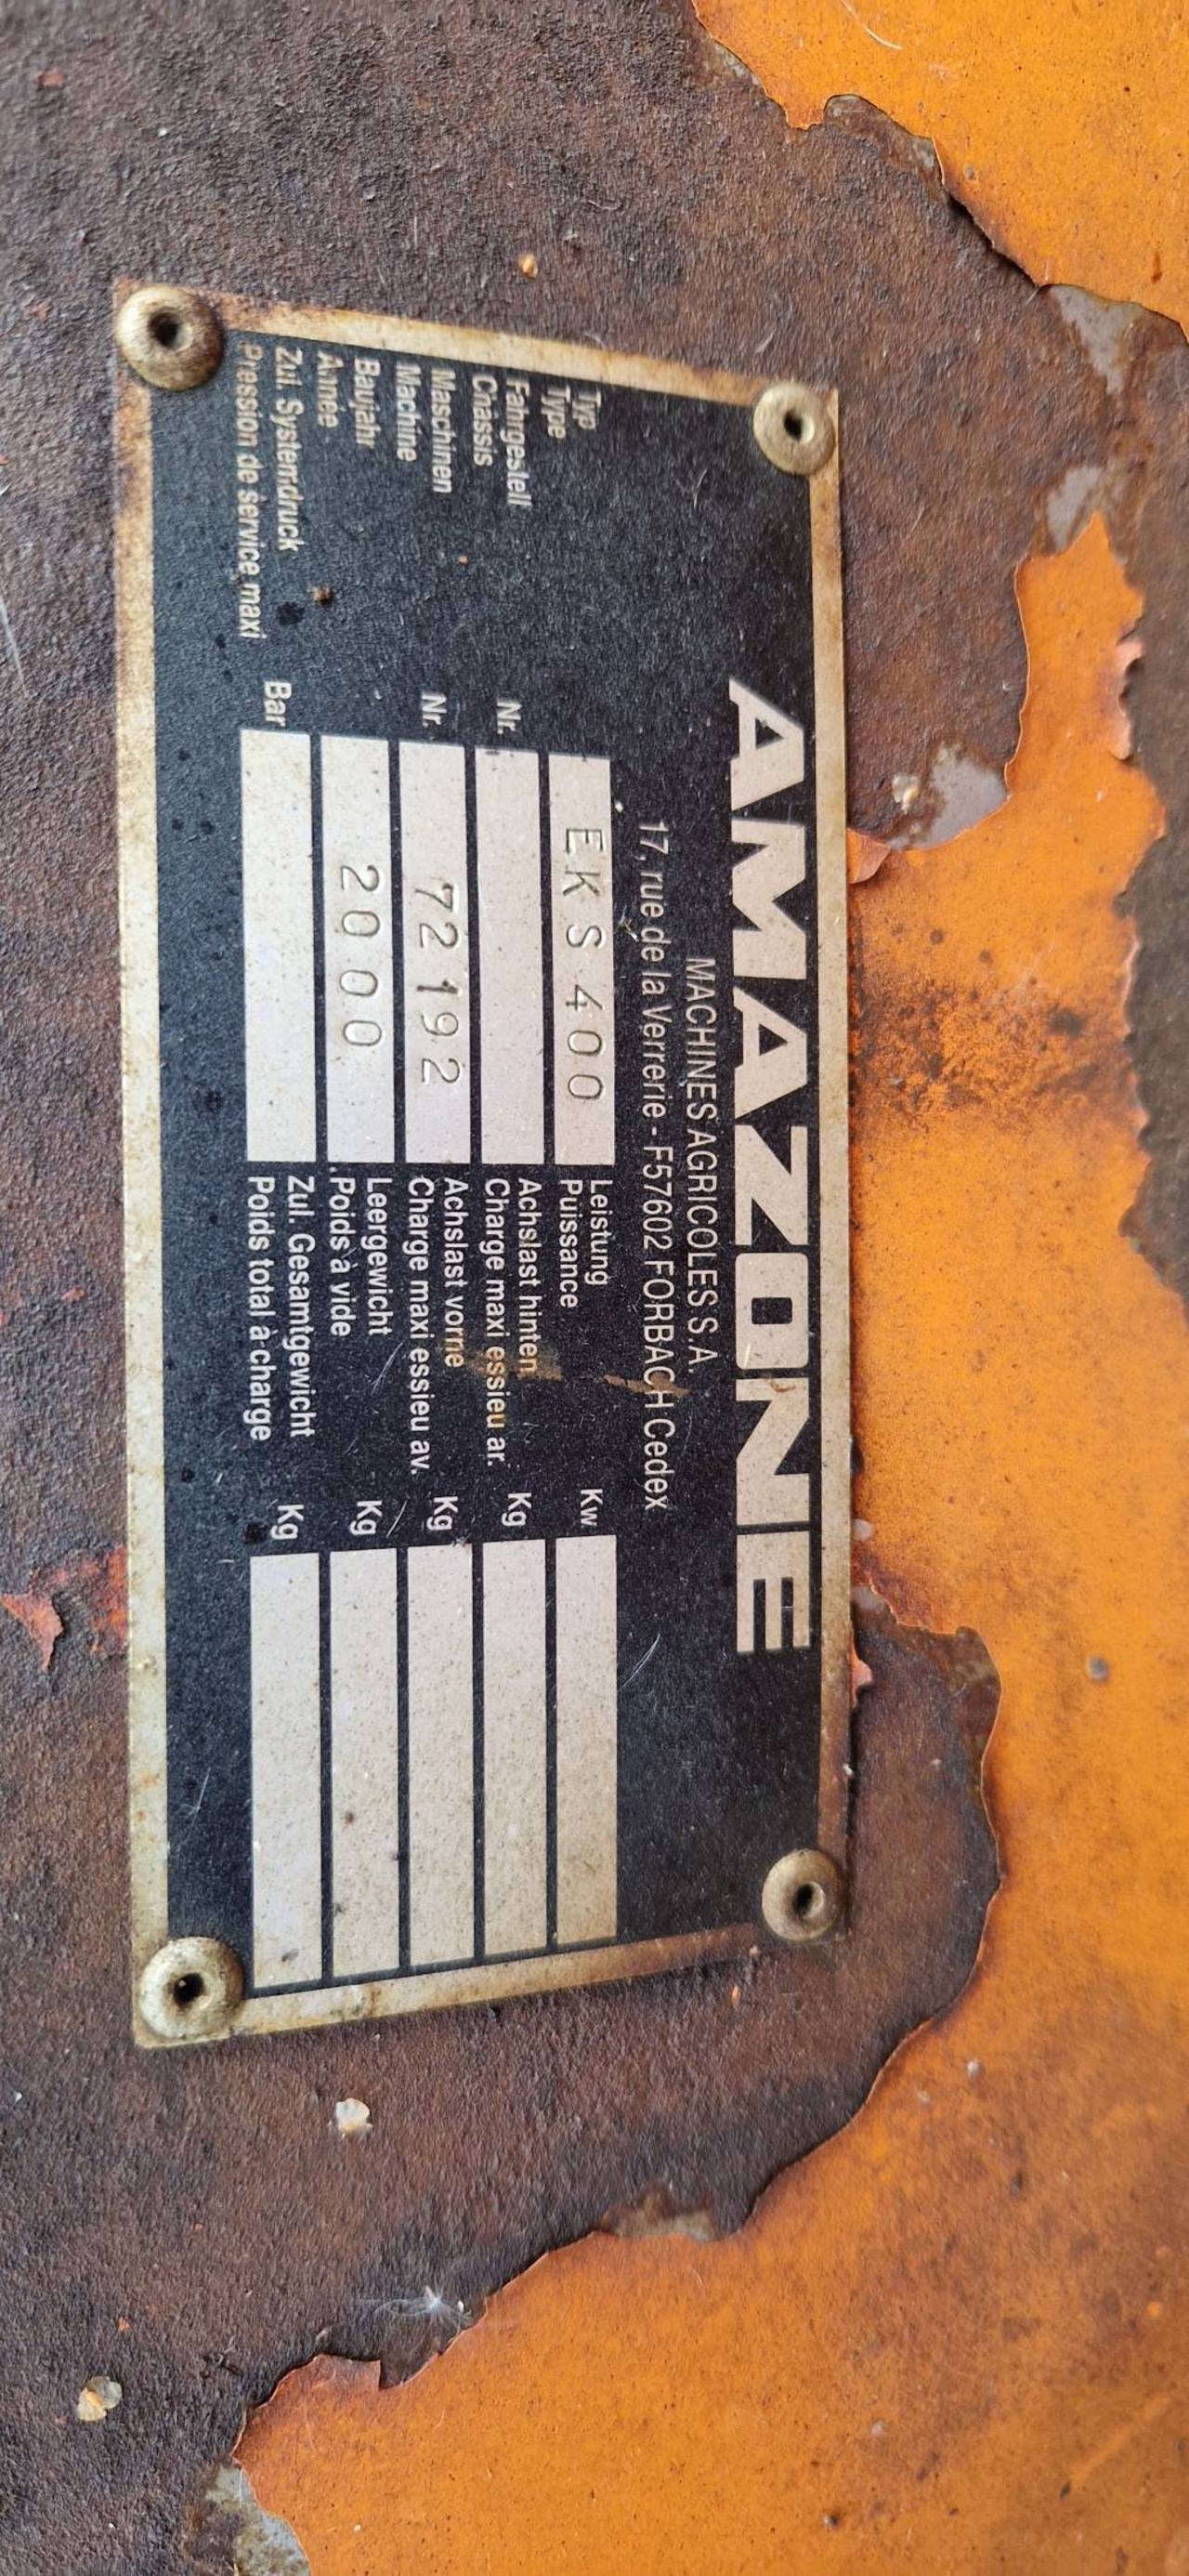 AMAZONE
MACHINES AGRICOLES S.A
17, rue de la Verrerie - F57602 FORBACH Cedex
Typ
Type
EKS 400
Leistung
Puissance
Kw
Fahrgestell
Chassis
Nr.
Achslast hinten
Charge maxi essieu ar.
Kg
Maschinen
Machine
Nr.
72192
Achslast vorne
Charge maxi essieu av.
Kg
Baujahr
Année
2000
Leergewicht
Poids à vide
Kg
Zul. Systemdruck
Pression de service maxi
Bar
Zul. Gesamtgewicht
Poids total à charge
Kg